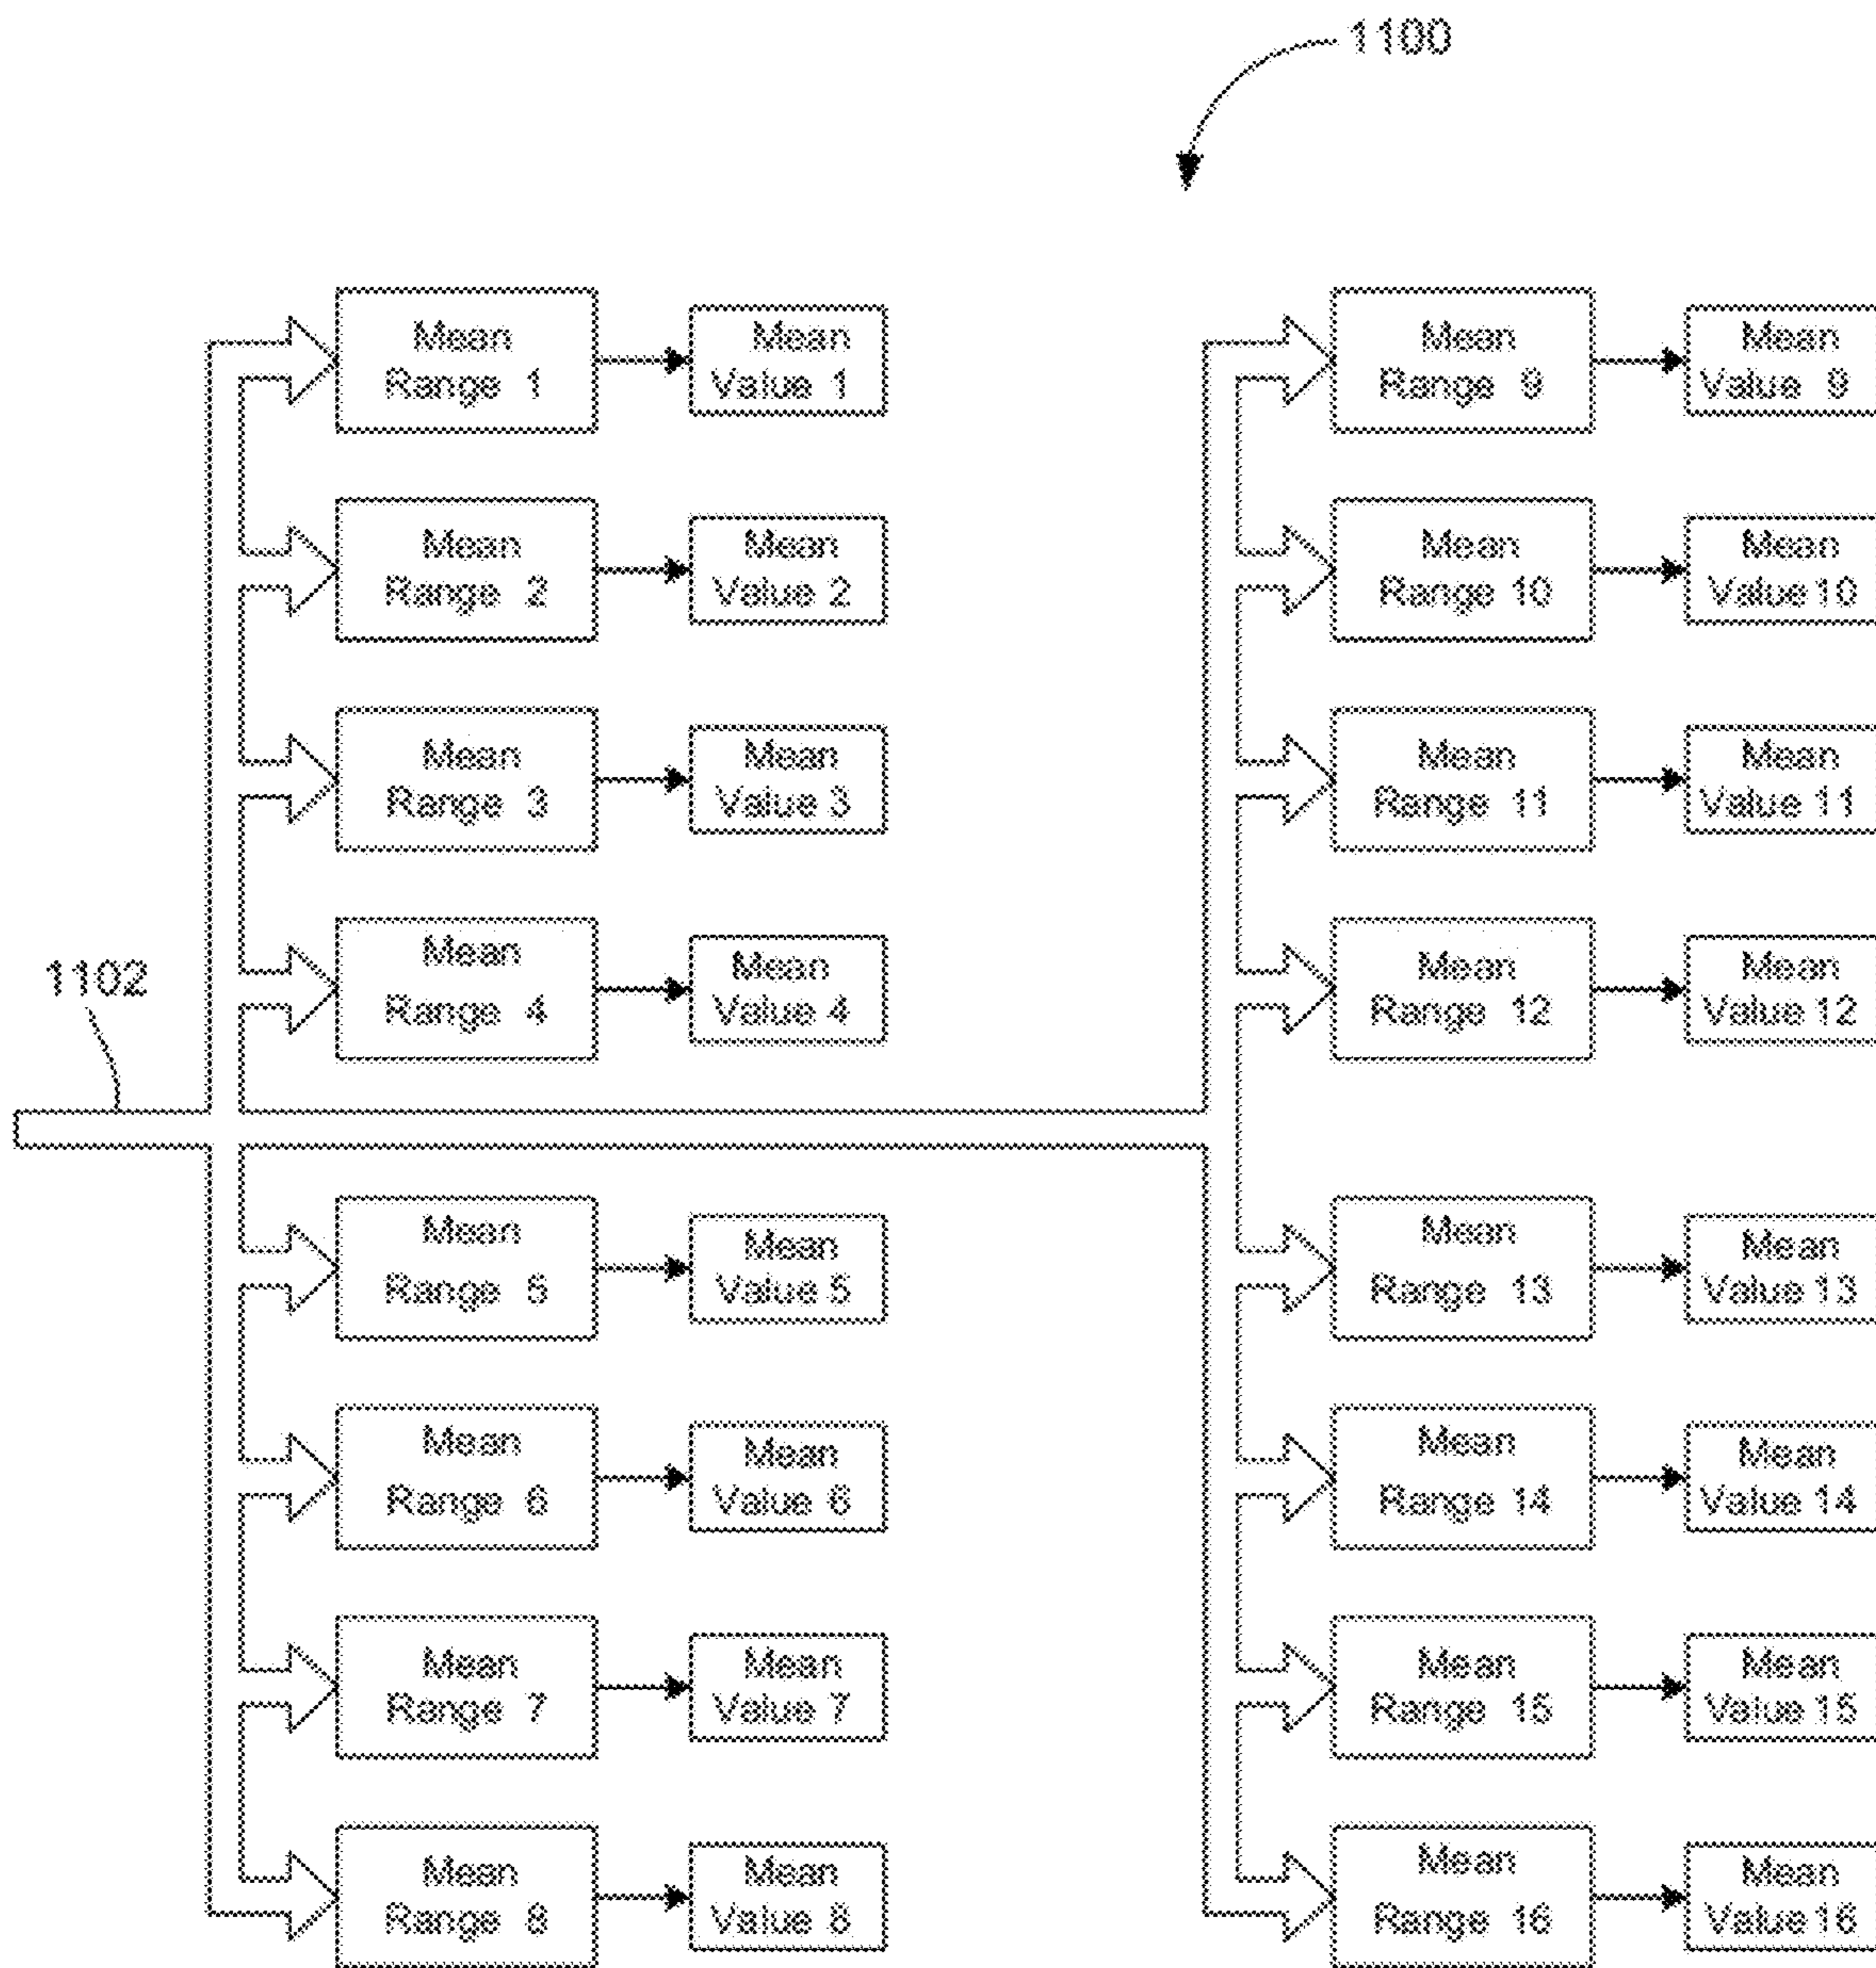 1100
Mean
Range 1
Mean
Value 1
Mean
Range 2
Mean
Value 2
Mean
Range 3
Mean
Value 3
Mean
Range 4
Mean
Value 4
1102
Mean
Range 5
Mean
Value 5
Mean
Range 6
Mean
Value 6
Mean
Range 7
Mean
Value 7
Mean
Range 8
Mean
Value 8
Mean
Range 9
Mean
Value 9
Mean
Range 10
Mean
Value 10
Mean
Range 11
Mean
Value 11
Mean
Range 12
Mean
Value 12
Mean
Range 13
Mean
Value 13
Mean
Range 14
Mean
Value 14
Mean
Range 15
Mean
Value 15
Mean
Range 16
Mean
Value 16